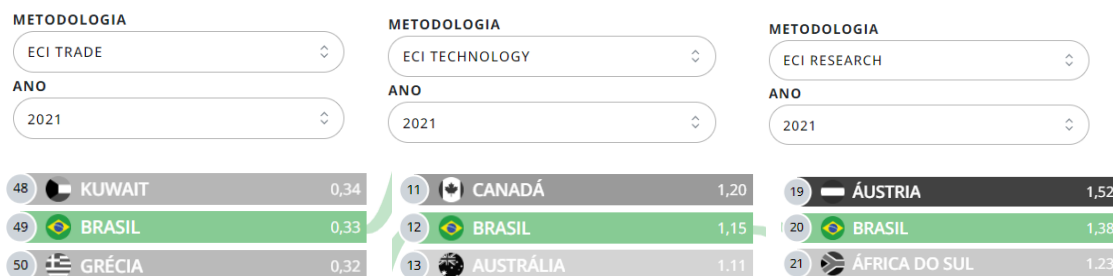 METODOLOGIA
ECI TRADE
ANO
2021
48 KUWAIT 0,34
49 BRASIL 0,33
50 GRÉCIA 0,32
METODOLOGIA
ECI TECHNOLOGY
ANO
2021
11 CANADÁ 1,20
12 BRASIL 1,15
13 AUSTRÁLIA 1.11
METODOLOGIA
ECI RESEARCH
ANO
2021
19 ÁUSTRIA 1,52
20 BRASIL 1,38
21 ÁFRICA DO SUL 1.23